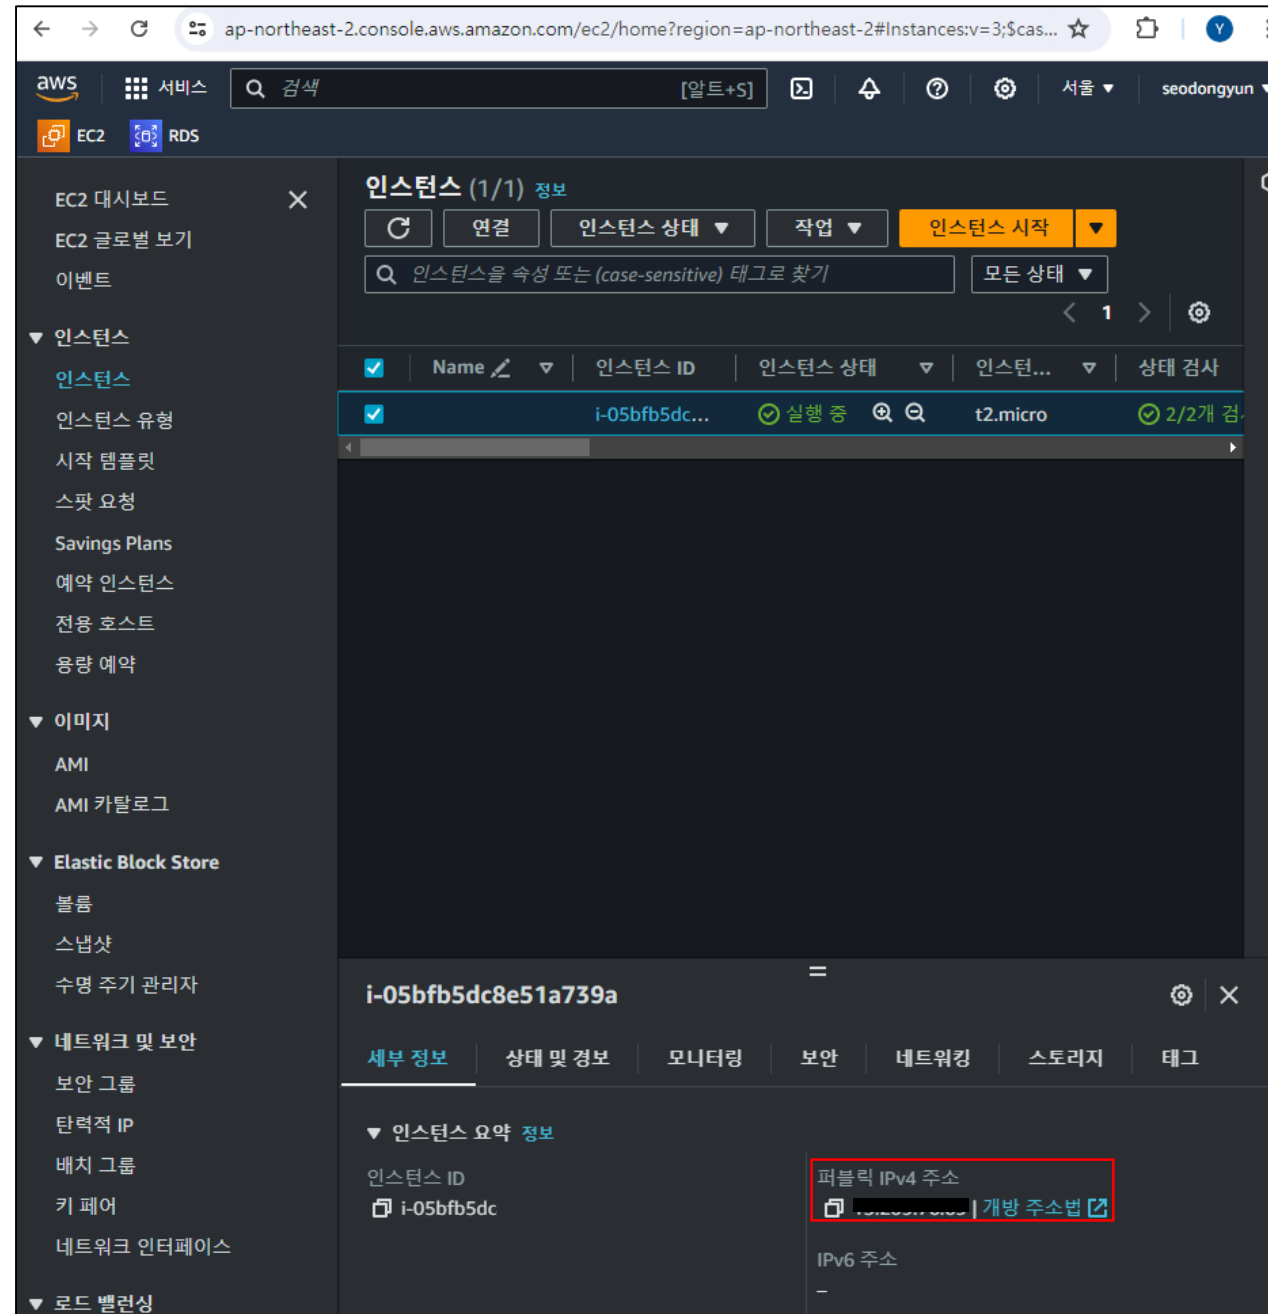 ap-northeast-2.console.aws.amazon.com/ec2/home?region=ap-northeast-2#Instances:v=3;$cas...
Y
aws
서비스
검색
[알트+S]
서울
seodongyun
EC2
RDS
EC2 대시보드
EC2 글로벌 보기
이벤트
인스턴스
인스턴스
인스턴스 유형
시작 템플릿
스팟 요청
Savings Plans
예약 인스턴스
전용 호스트
용량 예약
이미지
AMI
AMI 카탈로그
Elastic Block Store
볼륨
스냅샷
수명 주기 관리자
네트워크 및 보안
보안 그룹
탄력적 IP
배치 그룹
키 페어
네트워크 인터페이스
로드 밸런싱
인스턴스 (1/1) 정보
연결
인스턴스 상태
작업
인스턴스 시작
인스턴스을 속성 또는 (case-sensitive) 태그로 찾기
모든 상태
1
Name
인스턴스 ID
인스턴스 상태
인스턴...
상태 검사
i-05bfb5dc...
실행 중
t2.micro
2/2개
i-05bfb5dc8e51a739a
세부 정보
상태 및 경보
모니터링
보안
네트워킹
스토리지
태그
인스턴스 요약 정보
인스턴스 ID
i-05bfb5dc
퍼블릭 IPv4 주소
| 개방 주소법
IPv6 주소
–